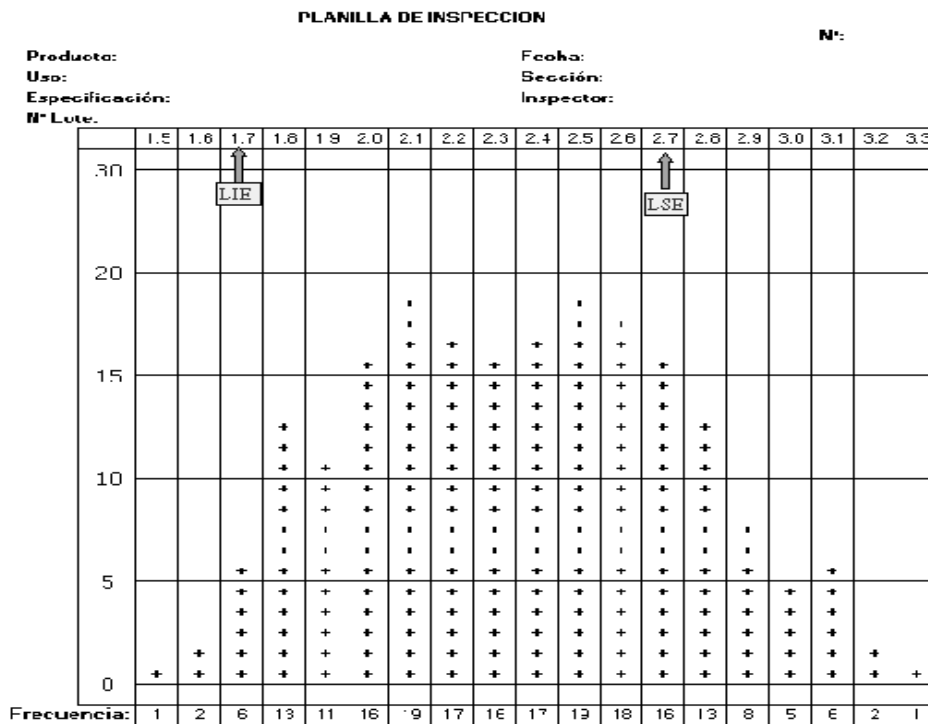 PLANILLA DE INSPECCION
Nº:
Producto: Fecha:
Uso: Sección:
Especificación: Inspector:
Nº Lote:
1.5 1.6 1.7 1.8 1.9 2.0 2.1 2.2 2.3 2.4 2.5 2.6 2.7 2.8 2.9 3.0 3.1 3.2 3.3
30
LIE LSE
20
15
10
5
0
Frecuencia: 1 2 6 13 11 16 19 17 16 17 19 18 16 13 8 5 6 2 1